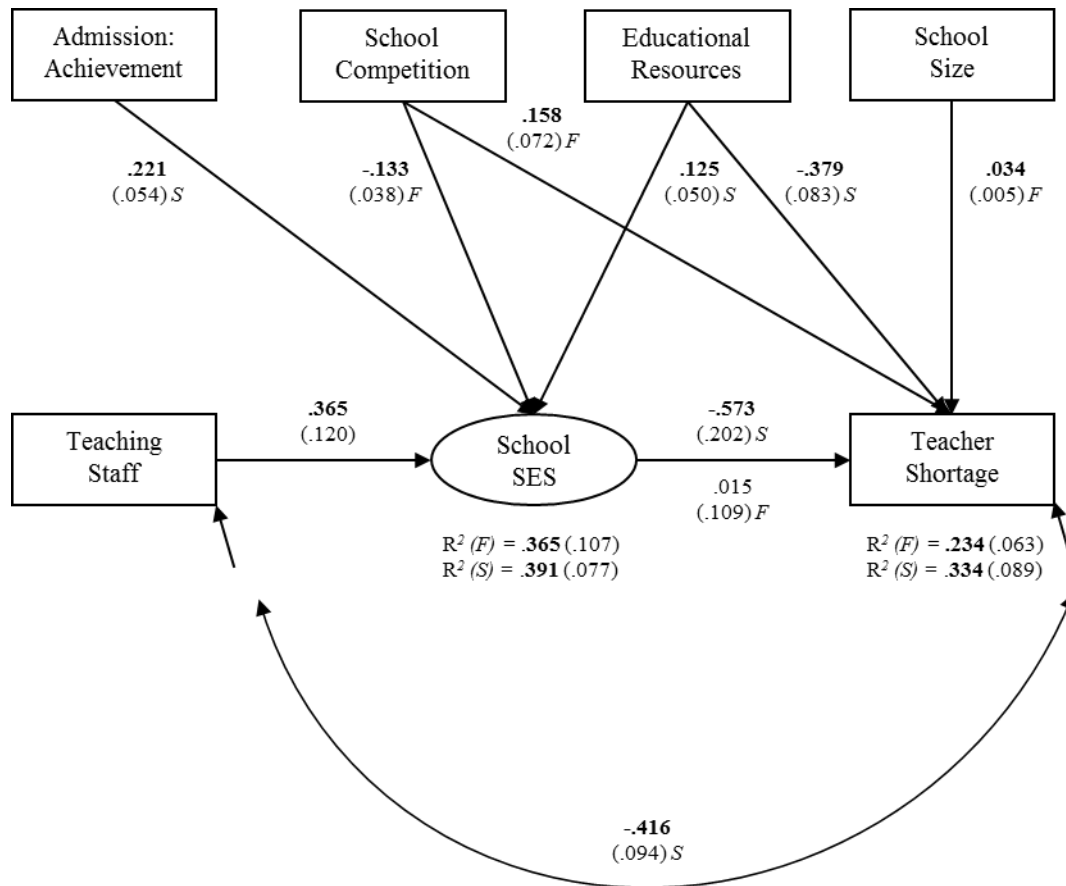 Admission:
Achievement
School
Competition
Educational
Resources
School
Size
.221
(.054) S
-.133
(.038) F
.158
(.072) F
.125
(.050) S
-.379
(.083) S
.034
(.005) F
Teaching
Staff
.365
(.120)
School
SES
-.573
(.202) S
.015
(.109) F
Teacher
Shortage
R² (F) = .365 (.107)
R² (S) = .391 (.077)
R² (F) = .234 (.063)
R² (S) = .334 (.089)
-.416
(.094) S